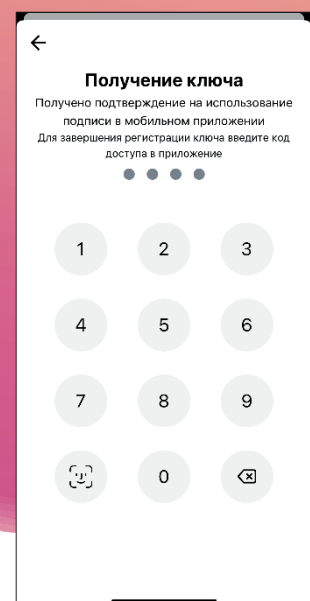 Получение ключа
Получено подтверждение на использование
подписи в мобильном приложении
Для завершения регистрации ключа введите код
доступа в приложение
1 2 3
4 5 6
7 8 9
0